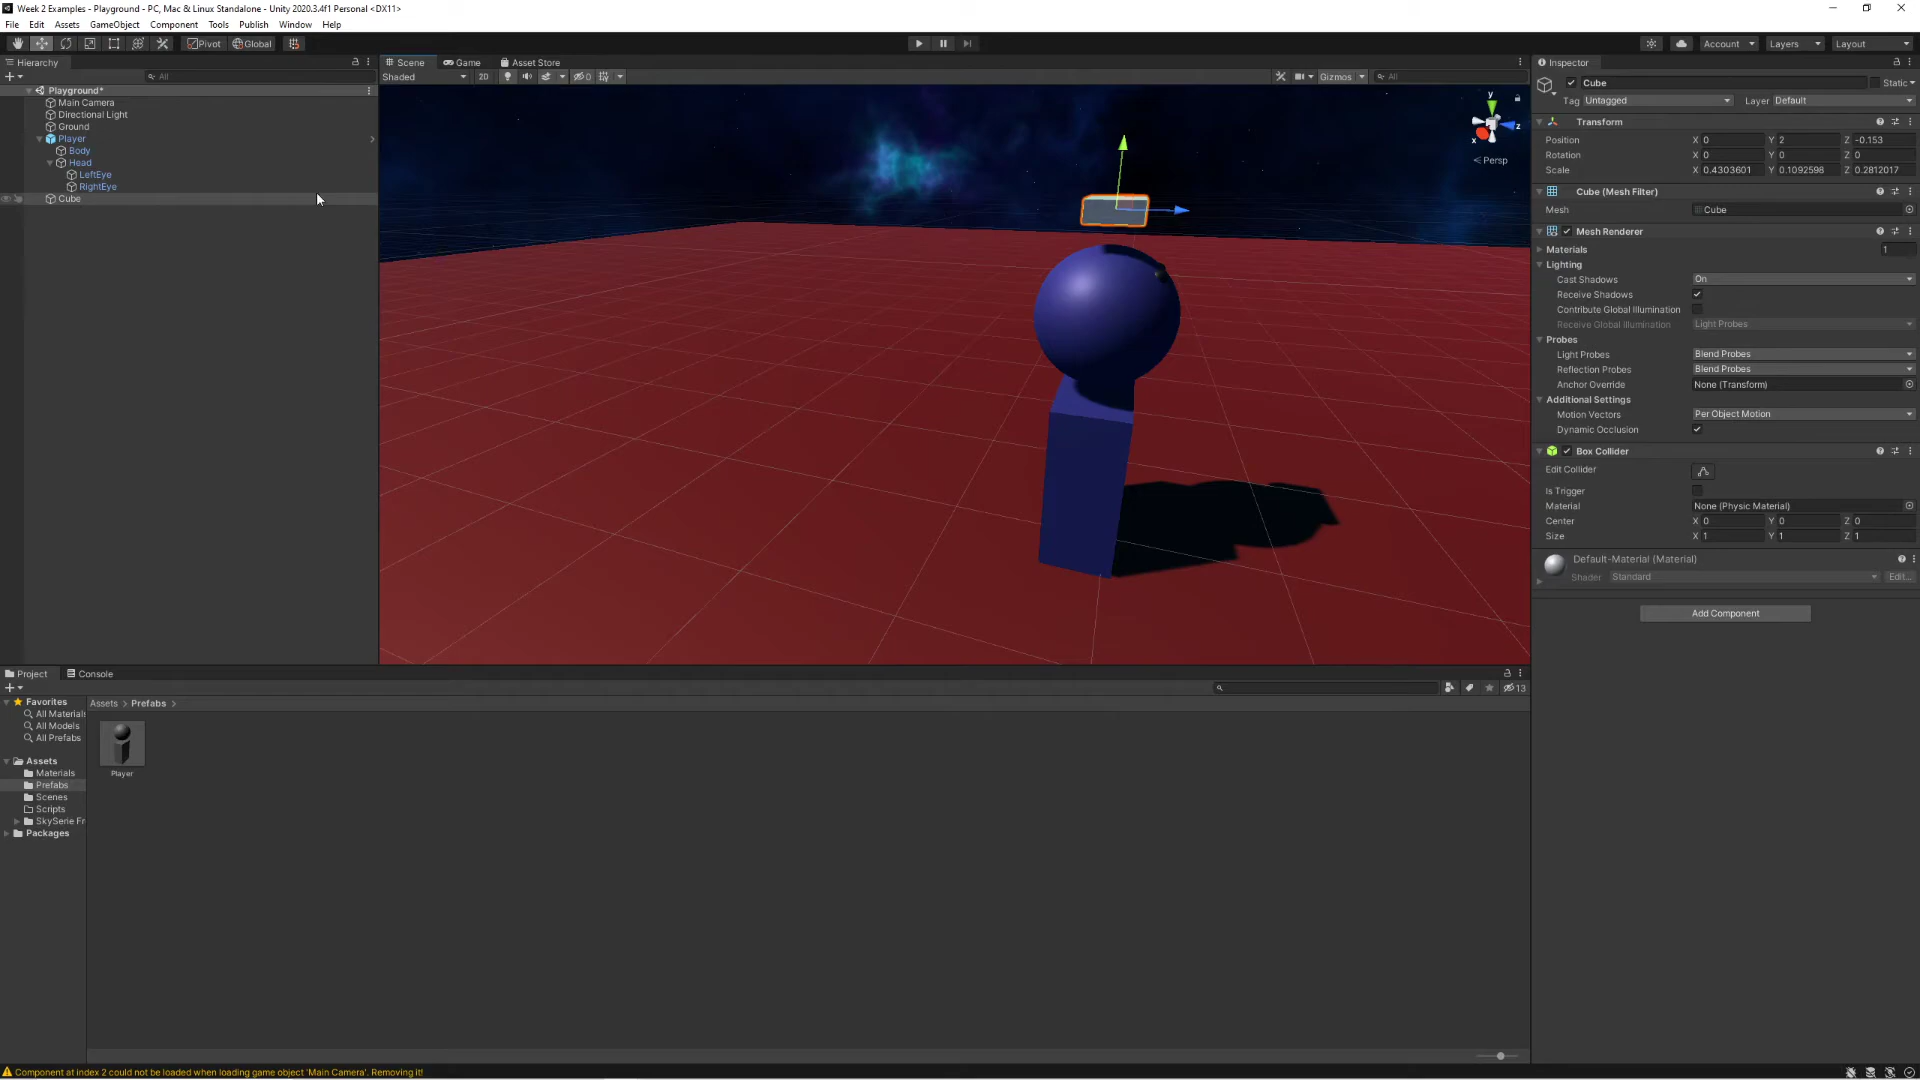 Week 2 Examples - Playground - PC, Mac & Linux Standalone - Unity 2020.3.4f1 Personal <DX11>
File Edit Assets GameObject Component Tools Publish Window Help
Pivot Global Account Layers Layout
Hierarchy
All
Playground*
Main Camera
Directional Light
Ground
Player
Body
Head
LeftEye
RightEye
Cube
Scene Game Asset Store
Shaded 2D 0 Gizmos All
y
z
x
Persp
Inspector
Cube Static
Tag Untagged Layer Default
Transform
Position X 0 Y 2 Z -0.153
Rotation X 0 Y 0 Z 0
Scale X 0.4303601 Y 0.1092598 Z 0.2812017
Cube (Mesh Filter)
Mesh Cube
Mesh Renderer
Materials 1
Lighting
Cast Shadows On
Receive Shadows
Contribute Global Illumination
Receive Global Illumination Light Probes
Probes
Light Probes Blend Probes
Reflection Probes Blend Probes
Anchor Override None (Transform)
Additional Settings
Motion Vectors Per Object Motion
Dynamic Occlusion
Box Collider
Edit Collider
Is Trigger
Material None (Physic Material)
Center X 0 Y 0 Z 0
Size X 1 Y 1 Z 1
Default-Material (Material)
Shader Standard Edit...
Add Component
Project Console
13
Favorites
All Materials
All Models
All Prefabs
Assets
Materials
Prefabs
Scenes
Scripts
SkySerie Fr
Packages
Assets > Prefabs >
Player
Component at index 2 could not be loaded when loading game object 'Main Camera'. Removing it!